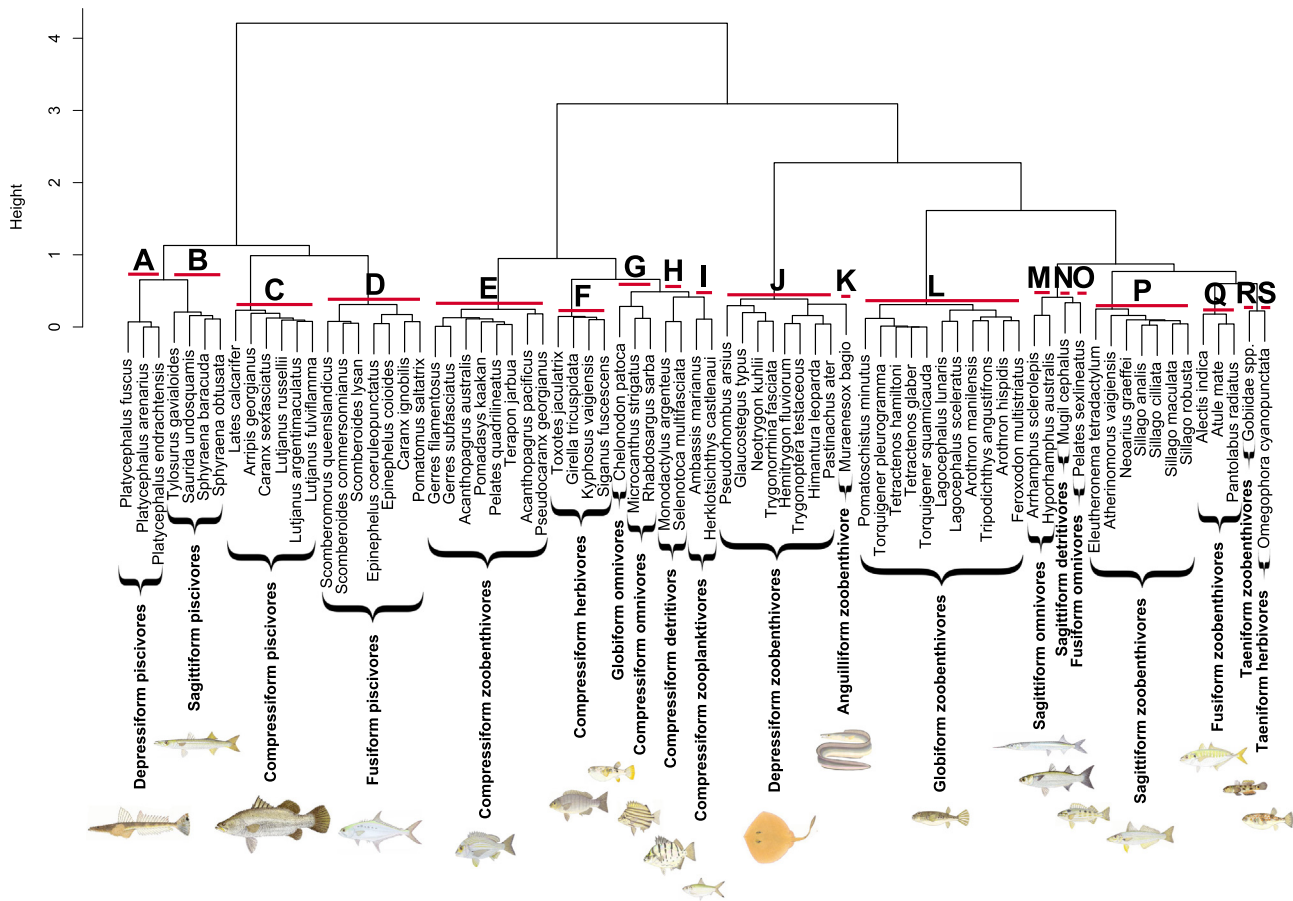 Height
4
3
2
1
0
A
B
C
D
E
F
G
H
I
J
K
L
M
N
O
P
Q
R
S
Platycephalus fuscus
Platycephalus arenarius
Platycephalus endrachtensis
Tylosurus gavialoides
Saurida undosquamis
Sphyraena baracuda
Sphyraena obtusata
Lates calcarifer
Arripis georgianus
Caranx sexfasciatus
Lutjanus russellii
Lutjanus argentimaculatus
Lutjanus fulviflamma
Scomberomorus queenslandicus
Scomberoides commersonnianus
Scomberoides lysan
Epinephelus coeruleopunctatus
Epinephelus coioides
Caranx ignobilis
Pomatomus saltatrix
Gerres filamentosus
Gerres subfasciatus
Acanthopagrus australis
Pomadasys kaakan
Pelates quadrilineatus
Terapon jarbua
Acanthopagrus pacificus
Pseudocaranx georgianus
Toxotes jaculatrix
Girella tricuspidata
Kyphosus vaigiensis
Siganus fuscescens
Chelonodon patoca
Microcanthus strigatus
Rhabdosargus sarba
Monodactylus argenteus
Selenotoca multifasciata
Ambassis marianus
Herklotsichthys castlenaui
Pseudorhombus arsius
Glaucostegus typus
Neotrygon kuhlii
Trygonorrhina fasciata
Hemitrygon fluviorum
Trygonoptera testaceous
Himantura leoparda
Pastinachus ater
Muraenesox bagio
Pomatoschistus minutus
Torquigener pleurogramma
Tetractenos hamiltoni
Tetractenos glaber
Torquigener squamicauda
Lagocephalus lunaris
Lagocephalus sceleratus
Arothron manilensis
Tripodichthys angustifrons
Arothron hispidis
Feroxodon multistriatus
Arrhamphus sclerolepis
Hyporhamphus australis
Mugil cephalus
Pelates sexlineatus
Eleutheronema tetradactylum
Atherinomorus vaigiensis
Neoarius graeffei
Sillago analis
Sillago ciliata
Sillago maculata
Sillago robusta
Alectis indica
Atule mate
Pantolabus radiatus
Gobiidae spp.
Omegophora cyanopunctata
Depressiform piscivores
Sagittiform piscivores
Compressiform piscivores
Fusiform piscivores
Compressiform zoobenthivores
Compressiform herbivores
Globiform omnivores
Compressiform omnivores
Compressiform detritivors
Compressiform zooplanktivores
Depressiform zoobenthivores
Anguilliform zoobenthivore
Globiform zoobenthivores
Sagittiform omnivores
Sagittiform detritivores
Fusiform omnivores
Sagittiform zoobenthivores
Fusiform zoobenthivores
Taeniform zoobenthivores
Taeniform herbivores